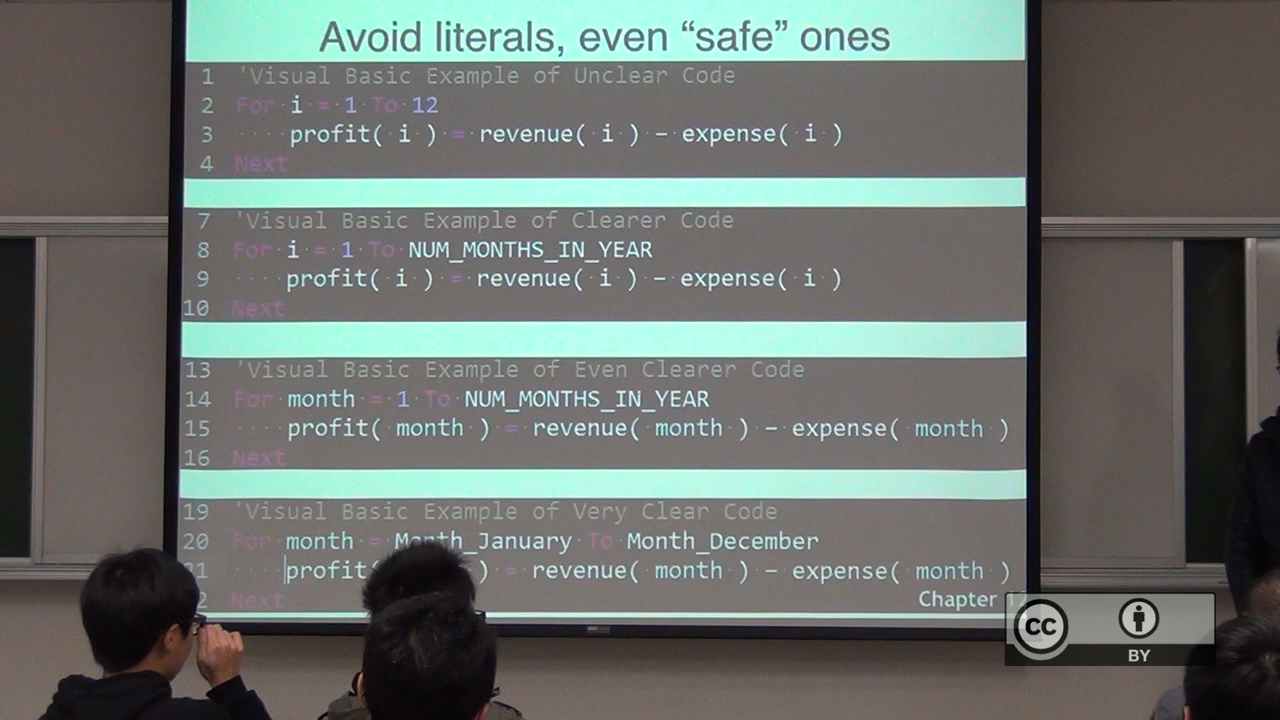 Avoid literals, even “safe” ones
1 'Visual Basic Example of Unclear Code
2 For i = 1 To 12
3 profit( i ) = revenue( i ) - expense( i )
4 Next
7 'Visual Basic Example of Clearer Code
8 For i = 1 To NUM_MONTHS_IN_YEAR
9 profit( i ) = revenue( i ) - expense( i )
10 Next
13 'Visual Basic Example of Even Clearer Code
14 For month = 1 To NUM_MONTHS_IN_YEAR
15 profit( month ) = revenue( month ) - expense( month )
16 Next
19 'Visual Basic Example of Very Clear Code
20 For month = Month_January To Month_December
profit( ) = revenue( month ) - expense( month )
Next
Chapter 12
CC
BY